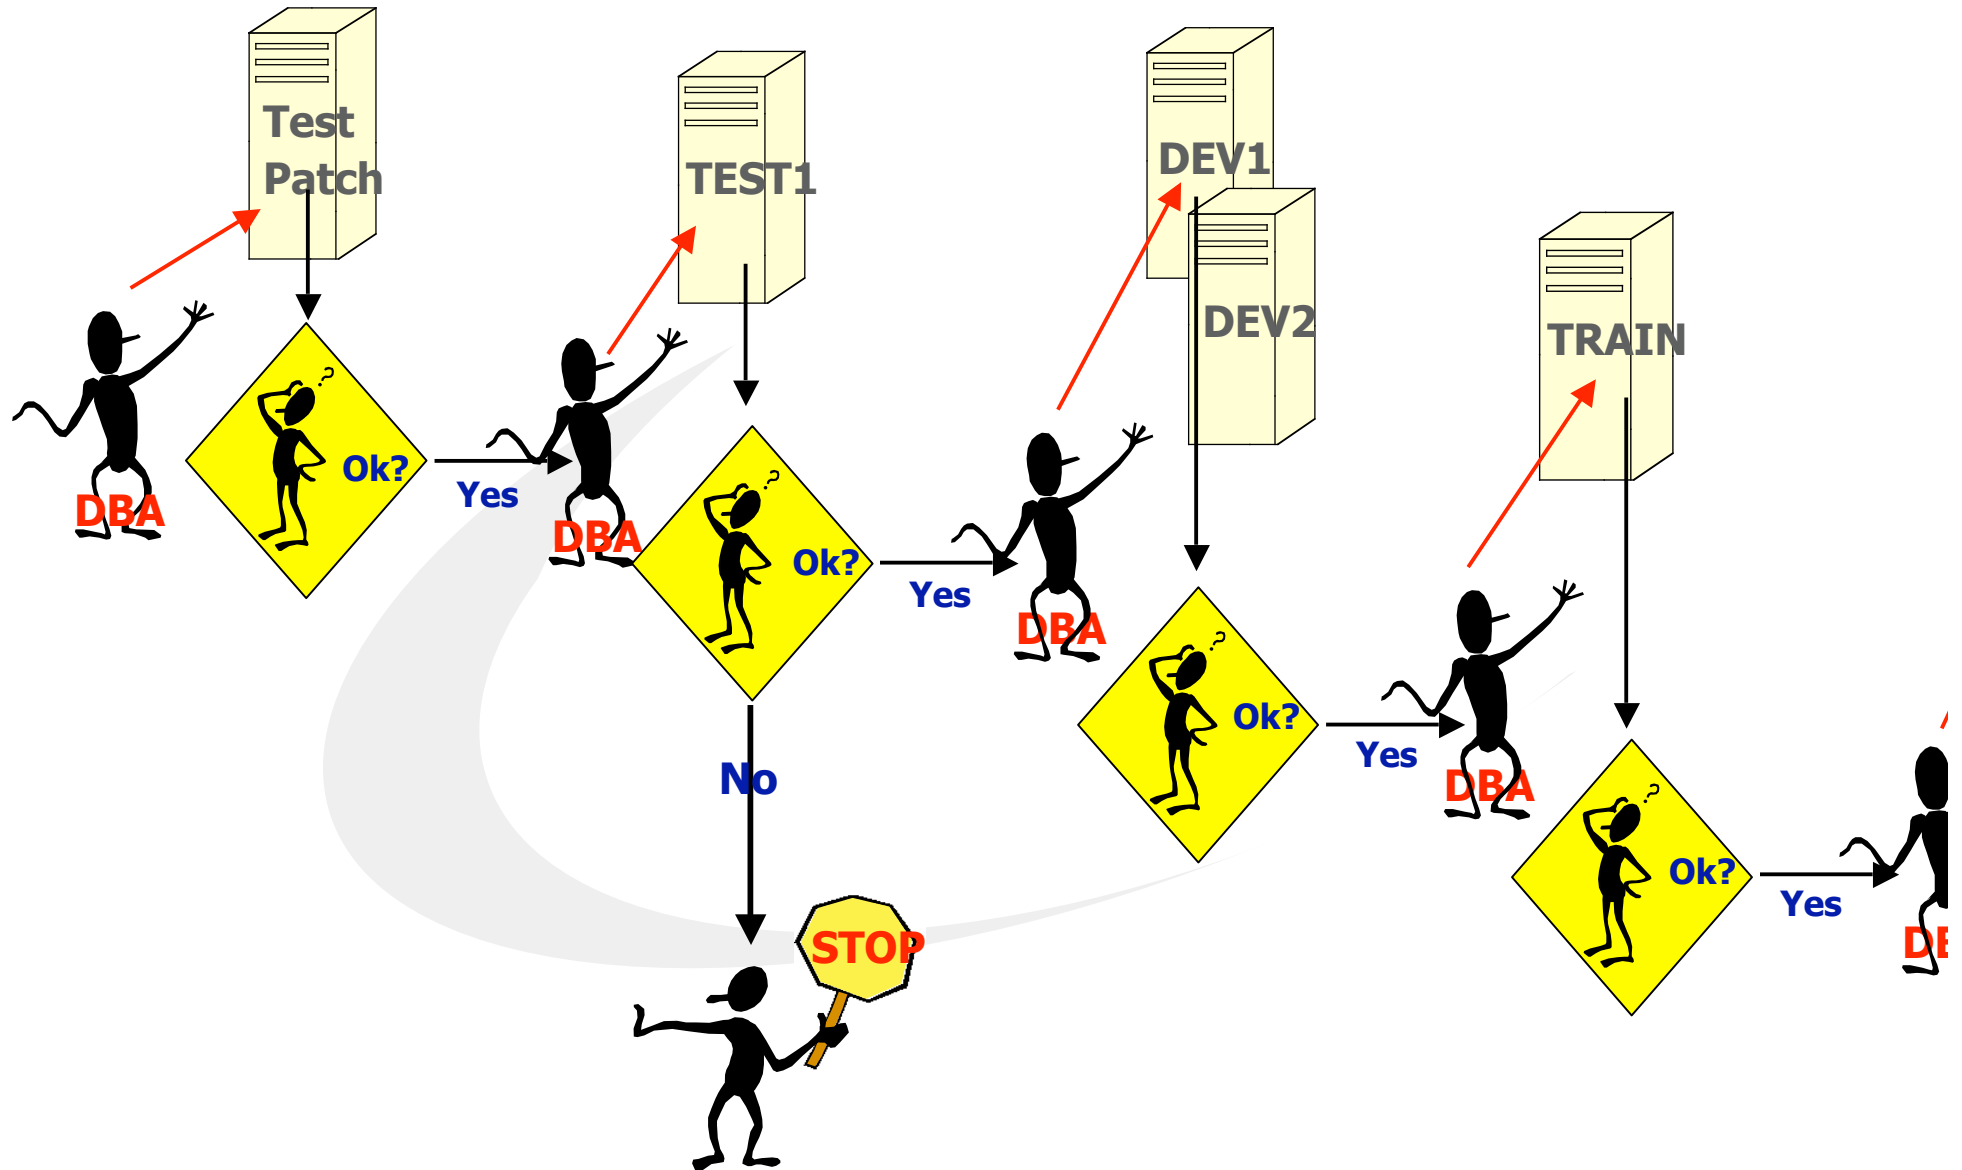 Test
Patch
DBA
Ok?
Yes
TEST1
DBA
Ok?
Yes
No
STOP
DEV1
DEV2
DBA
Ok?
Yes
TRAIN
DBA
Ok?
Yes